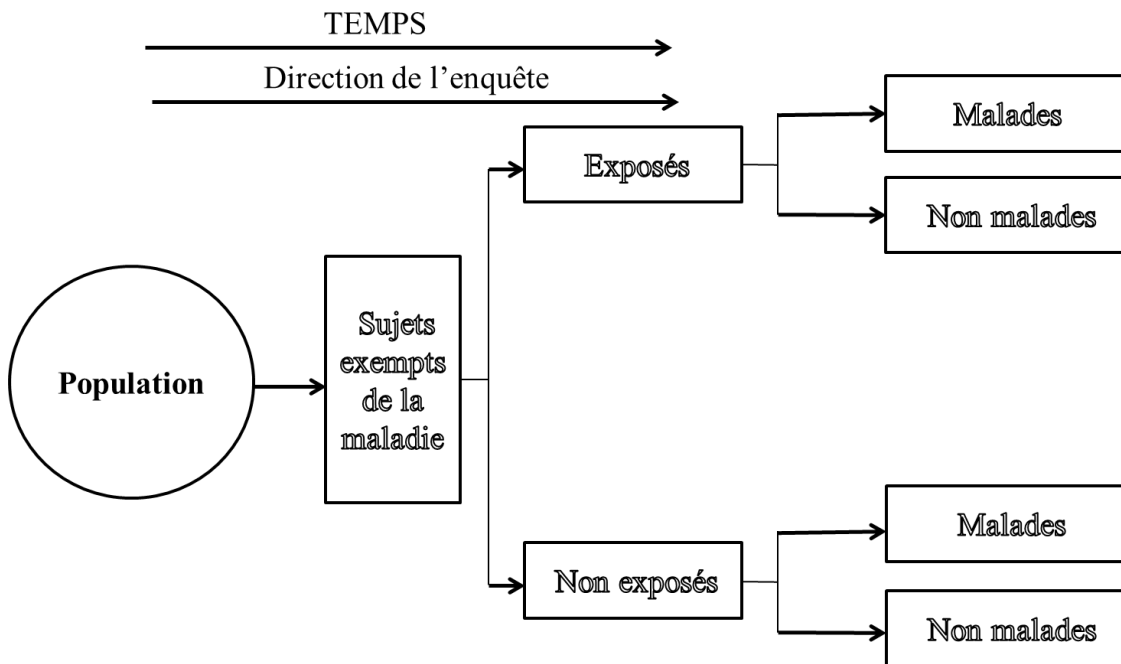 TEMPS
Direction de l’enquête
Malades
Exposés
Non malades
Sujets
exempts
de la
maladie
Population
Malades
Non exposés
Non malades